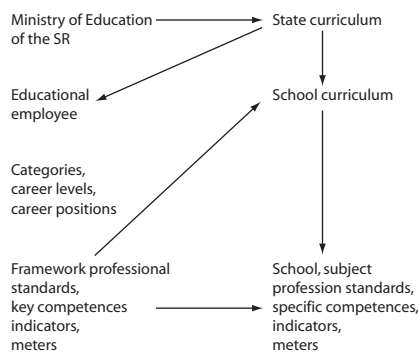 Ministry of Education
of the SR
State curriculum
Educational
employee
School curriculum
Categories,
career levels,
career positions
Framework professional
standards,
key competences
indicators,
meters
School, subject
profession standards,
specific competences,
indicators,
meters